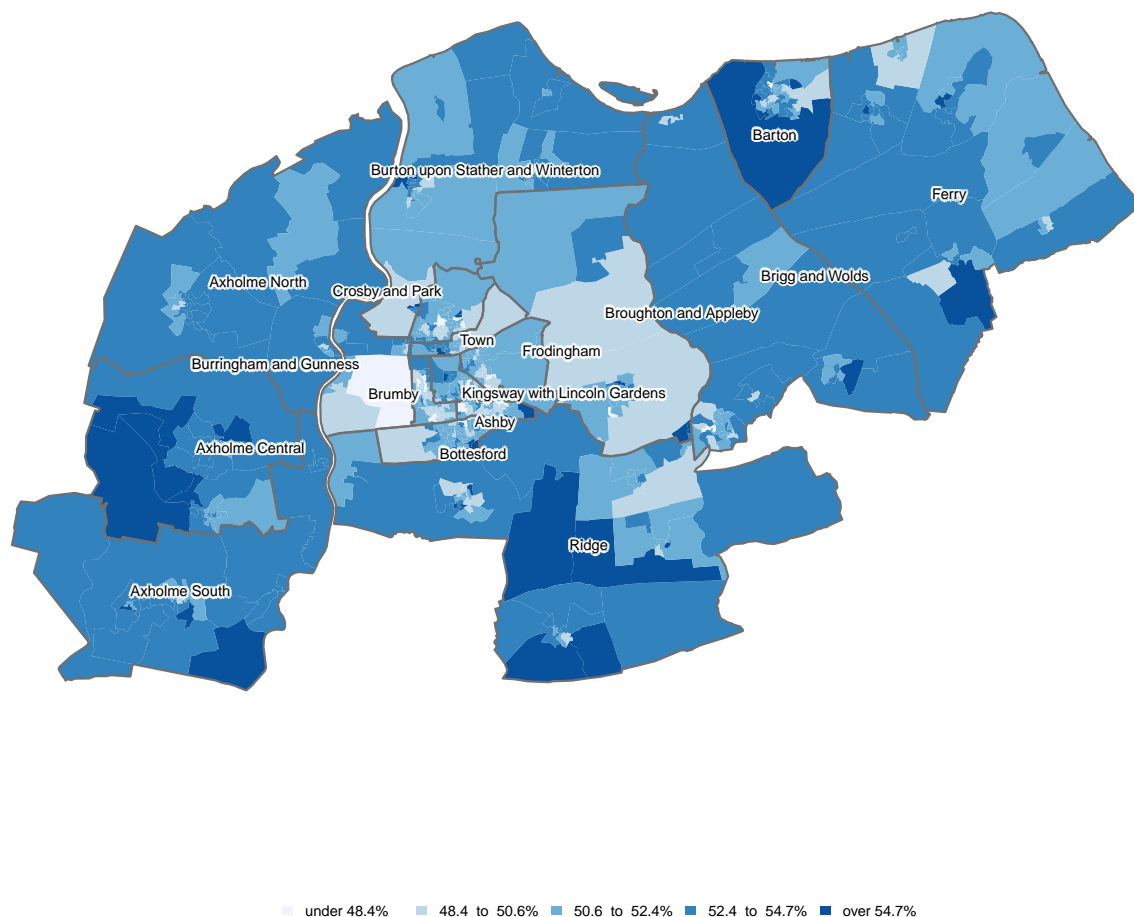 Barton
Burton upon Stather and Winterton
Ferry
Axholme North
Brigg and Wolds
Crosby and Park
Broughton and Appleby
Town
Frodingham
Burringham and Gunness
Brumby
Kingsway with Lincoln Gardens
Ashby
Axholme Central
Bottesford
Ridge
Axholme South
under 48.4%
48.4 to 50.6%
50.6 to 52.4%
52.4 to 54.7%
over 54.7%